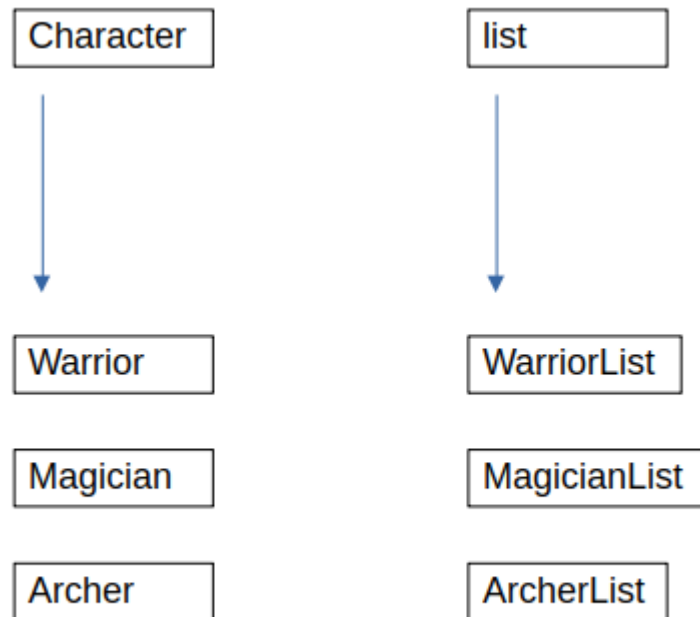 Character
list
Warrior
WarriorList
Magician
MagicianList
Archer
ArcherList